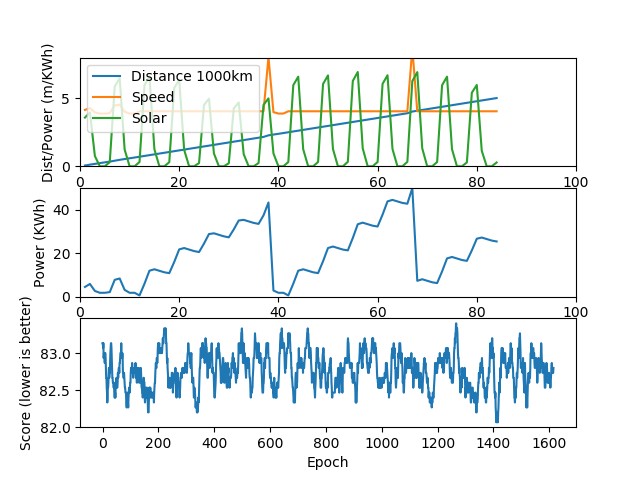 Dist/Power (m/KWh)
5
0
Distance 1000km
Speed
Solar
0 20 40 60 80 100
Power (KWh)
40
20
0
0 20 40 60 80 100
Score (lower is better)
83.0
82.5
82.0
0 200 400 600 800 1000 1200 1400 1600
Epoch